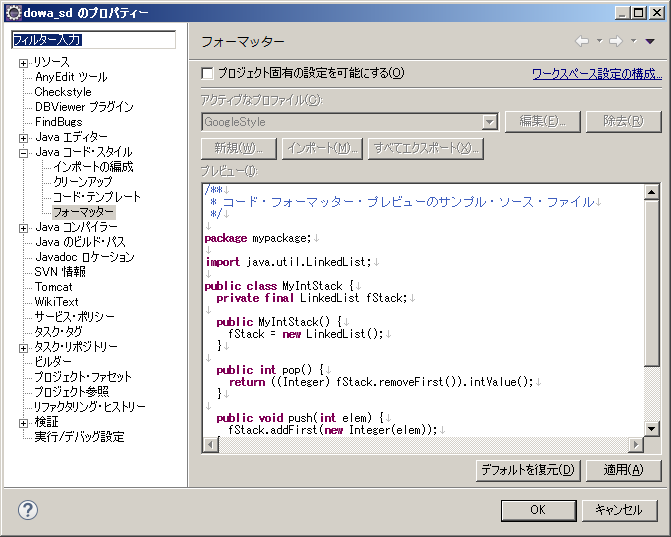 dowa_sd のプロパティー
フィルター入力
リソース
AnyEdit ツール
Checkstyle
DBViewer プラグイン
FindBugs
Java エディター
Java コード・スタイル
インポートの編成
クリーンアップ
コード・テンプレート
フォーマッター
Java コンパイラー
Java のビルド・パス
Javadoc ロケーション
SVN 情報
Tomcat
WikiText
サービス・ポリシー
タスク・タグ
タスク・リポジトリー
ビルダー
プロジェクト・ファセット
プロジェクト参照
リファクタリング・ヒストリー
検証
実行/デバッグ設定
フォーマッター
プロジェクト固有の設定を可能にする(O)
ワークスペース設定の構成...
アクティブなプロファイル(C):
GoogleStyle
編集(E)...
除去(R)
新規(W)...
インポート(M)...
すべてエクスポート(X)...
プレビュー(I):
/**↓
 * コード・フォーマッター・プレビューのサンプル・ソース・ファイル↓
 */↓
↓
package mypackage;↓
↓
import java.util.LinkedList;↓
↓
public class MyIntStack {↓
  private final LinkedList fStack;↓
↓
  public MyIntStack() {↓
    fStack = new LinkedList();↓
  }↓
↓
  public int pop() {↓
    return ((Integer) fStack.removeFirst()).intValue();↓
  }↓
↓
  public void push(int elem) {↓
    fStack.addFirst(new Integer(elem));↓
デフォルトを復元(D)
適用(A)
OK
キャンセル